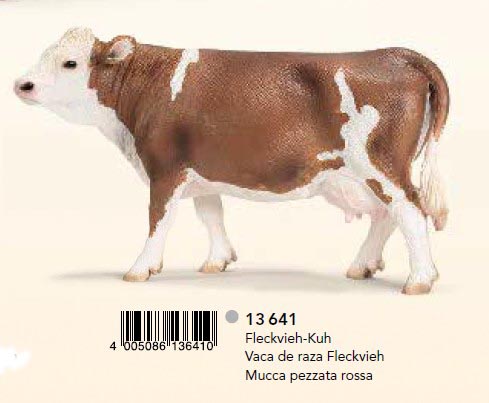 13 641
4 005086 136410
Fleckvieh-Kuh
Vaca de raza Fleckvieh
Mucca pezzata rossa